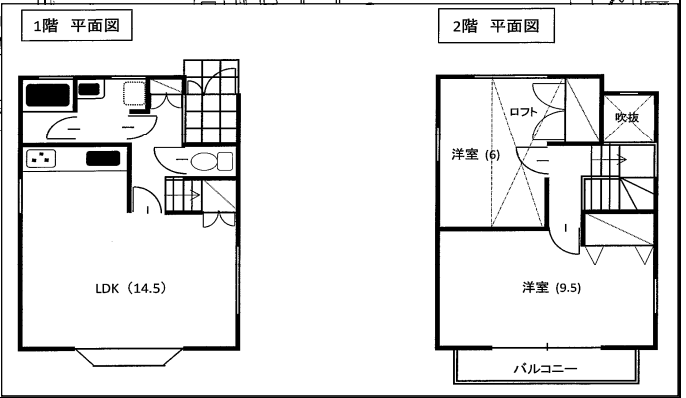 1階 平面図
2階 平面図
ロフト
吹抜
洋室 (6)
LDK（14.5）
洋室 (9.5)
バルコニー